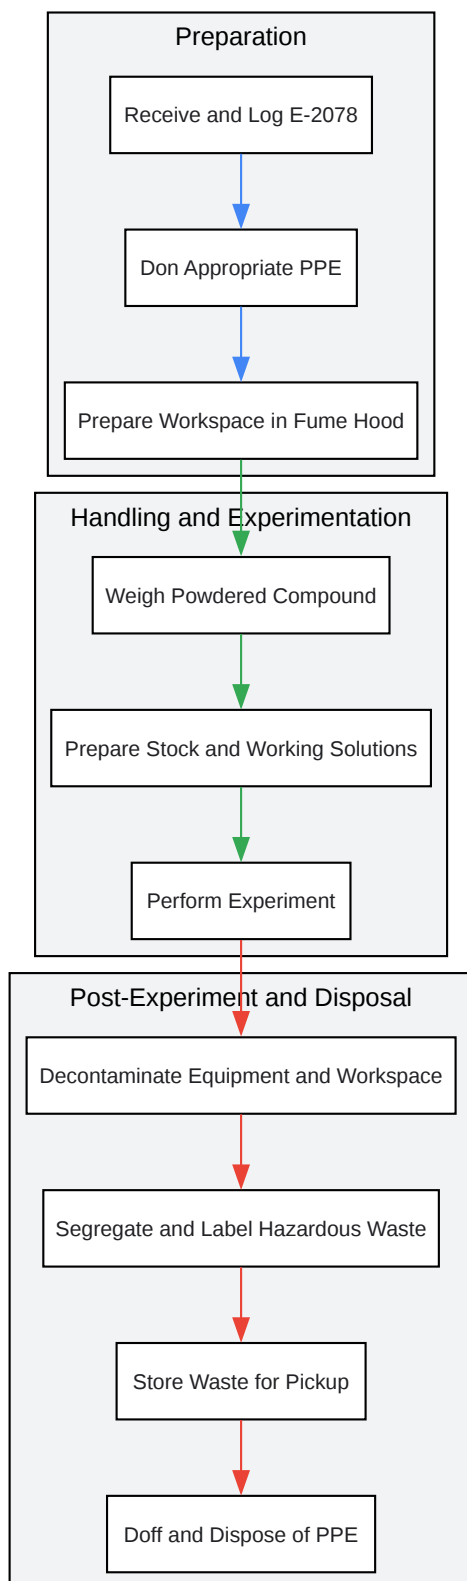 Preparation
Receive and Log E-2078
Don Appropriate PPE
Prepare Workspace in Fume Hood
Handling and Experimentation
Weigh Powdered Compound
Prepare Stock and Working Solutions
Perform Experiment
Post-Experiment and Disposal
Decontaminate Equipment and Workspace
Segregate and Label Hazardous Waste
Store Waste for Pickup
Doff and Dispose of PPE